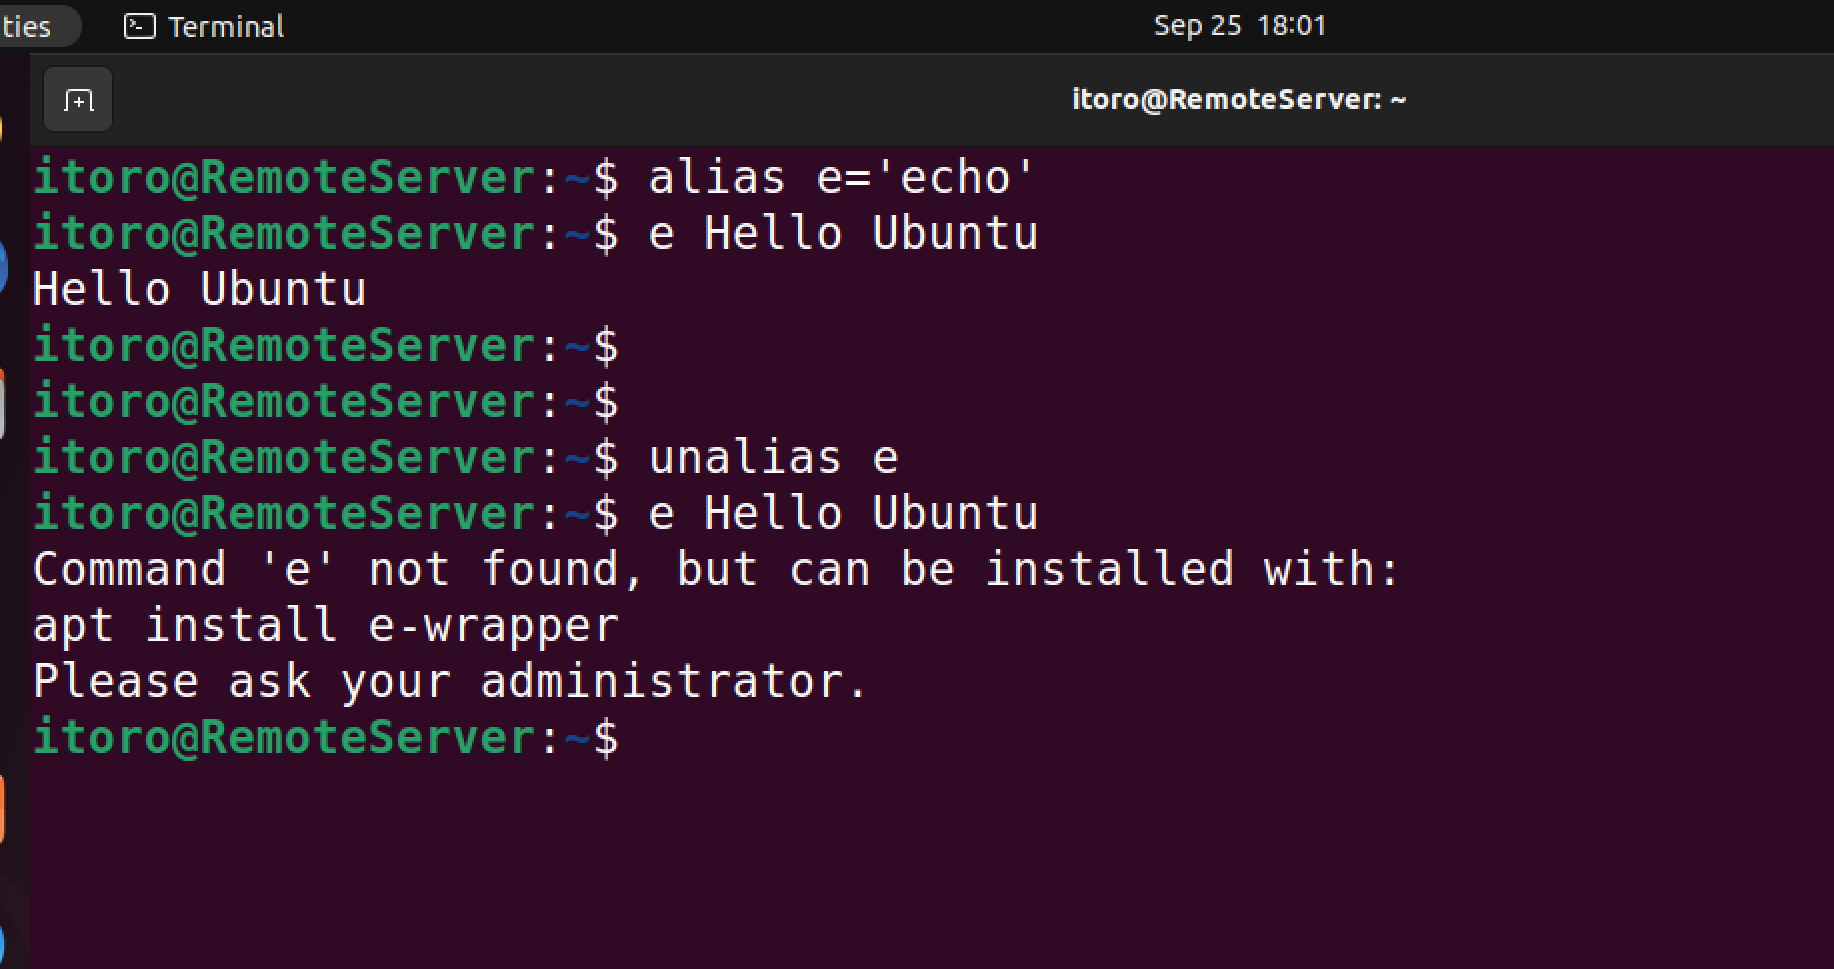 ties Terminal Sep 25 18:01
itoro@RemoteServer: ~
itoro@RemoteServer:~$ alias e='echo'
itoro@RemoteServer:~$ e Hello Ubuntu
Hello Ubuntu
itoro@RemoteServer:~$
itoro@RemoteServer:~$
itoro@RemoteServer:~$ unalias e
itoro@RemoteServer:~$ e Hello Ubuntu
Command 'e' not found, but can be installed with:
apt install e-wrapper
Please ask your administrator.
itoro@RemoteServer:~$